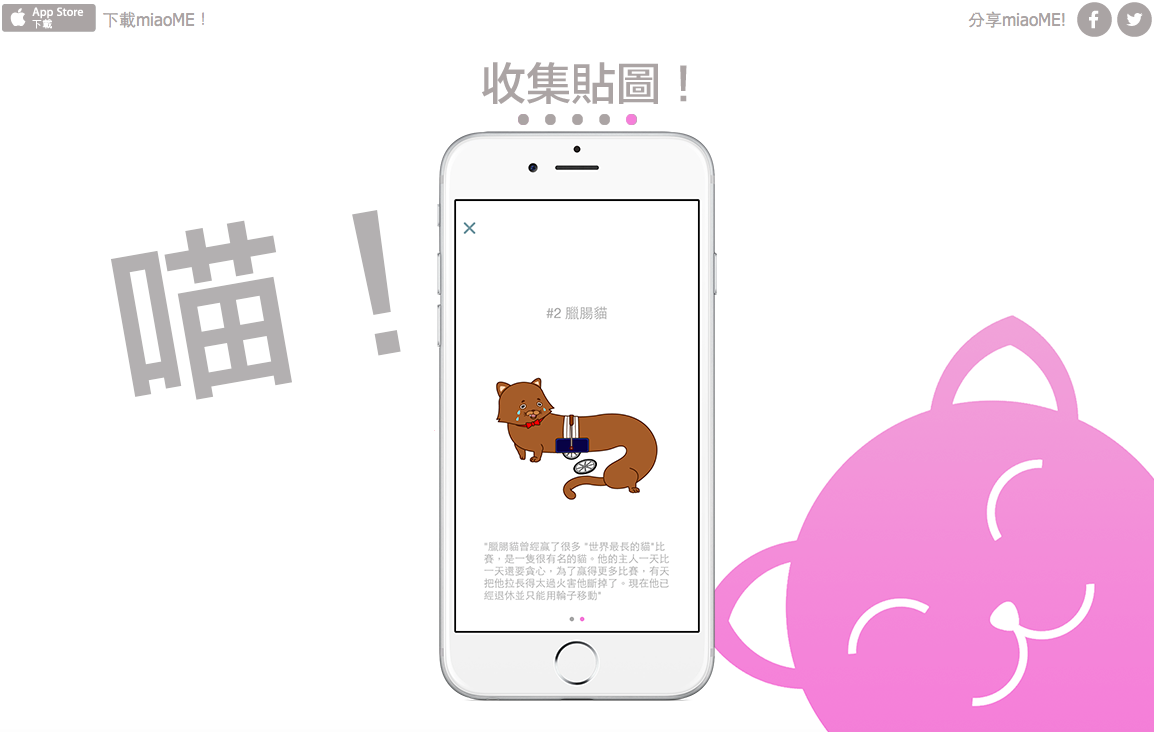 App Store
下載
下載miaoME！
分享miaoME!
收集貼圖！
喵！
#2 臘腸貓
"臘腸貓曾經贏了很多 "世界最長的貓"比
賽，是一隻很有名的貓。他的主人一天比
一天還要貪心，為了贏得更多比賽，有天
把他拉長得太過火害他斷掉了。現在他已
經退休並只能用輪子移動"